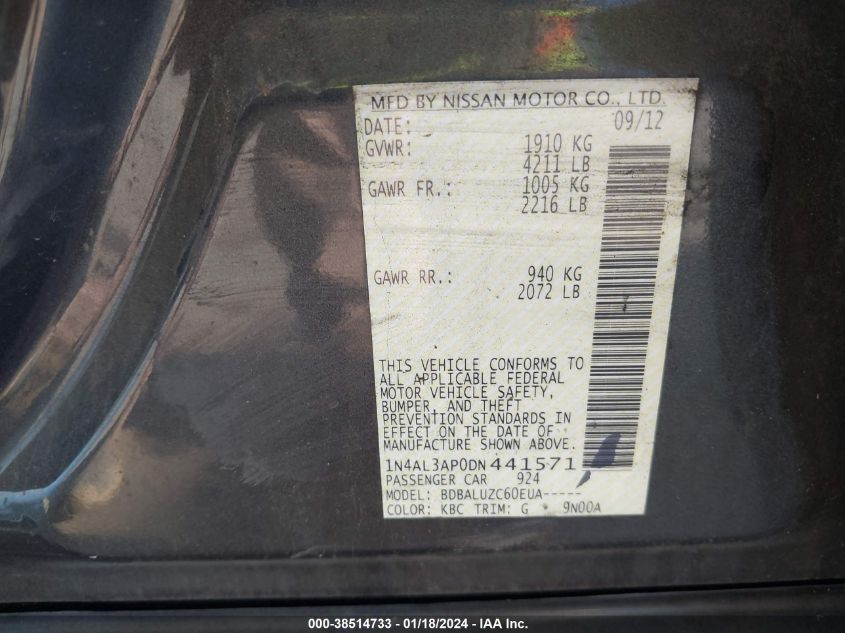 MFD BY NISSAN MOTOR CO., LTD.
DATE: 09/12
GVWR: 1910 KG
4211 LB
GAWR FR.: 1005 KG
2216 LB
GAWR RR.: 940 KG
2072 LB
THIS VEHICLE CONFORMS TO
ALL APPLICABLE FEDERAL
MOTOR VEHICLE SAFETY,
BUMPER, AND THEFT
PREVENTION STANDARDS IN
EFFECT ON THE DATE OF
MANUFACTURE SHOWN ABOVE.
1N4AL3AP0DN441571
PASSENGER CAR 924
MODEL: BDBALUZC60EUA-----
COLOR: KBC TRIM: G 9N00A
000-38514733 - 01/18/2024 - IAA Inc.